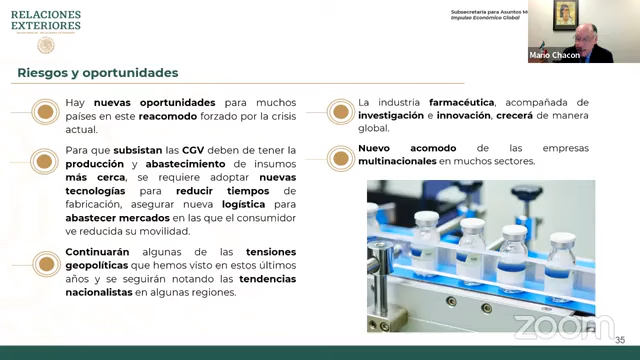 RELACIONES
EXTERIORES
Subsecretaría para Asuntos M
Impulso Económico Global
Mario Chacon
Riesgos y oportunidades
Hay nuevas oportunidades para muchos
países en este reacomodo forzado por la crisis
actual.
Para que subsistan las CGV deben de tener la
producción y abastecimiento de insumos
más cerca, se requiere adoptar nuevas
tecnologías para reducir tiempos de
fabricación, asegurar nueva logística para
abastecer mercados en las que el consumidor
ve reducida su movilidad.
Continuarán algunas de las tensiones
geopolíticas que hemos visto en estos últimos
años y se seguirán notando las tendencias
nacionalistas en algunas regiones.
La industria farmacéutica, acompañada de
investigación e innovación, crecerá de manera
global.
Nuevo acomodo de las empresas
multinacionales en muchos sectores.
zoom
35